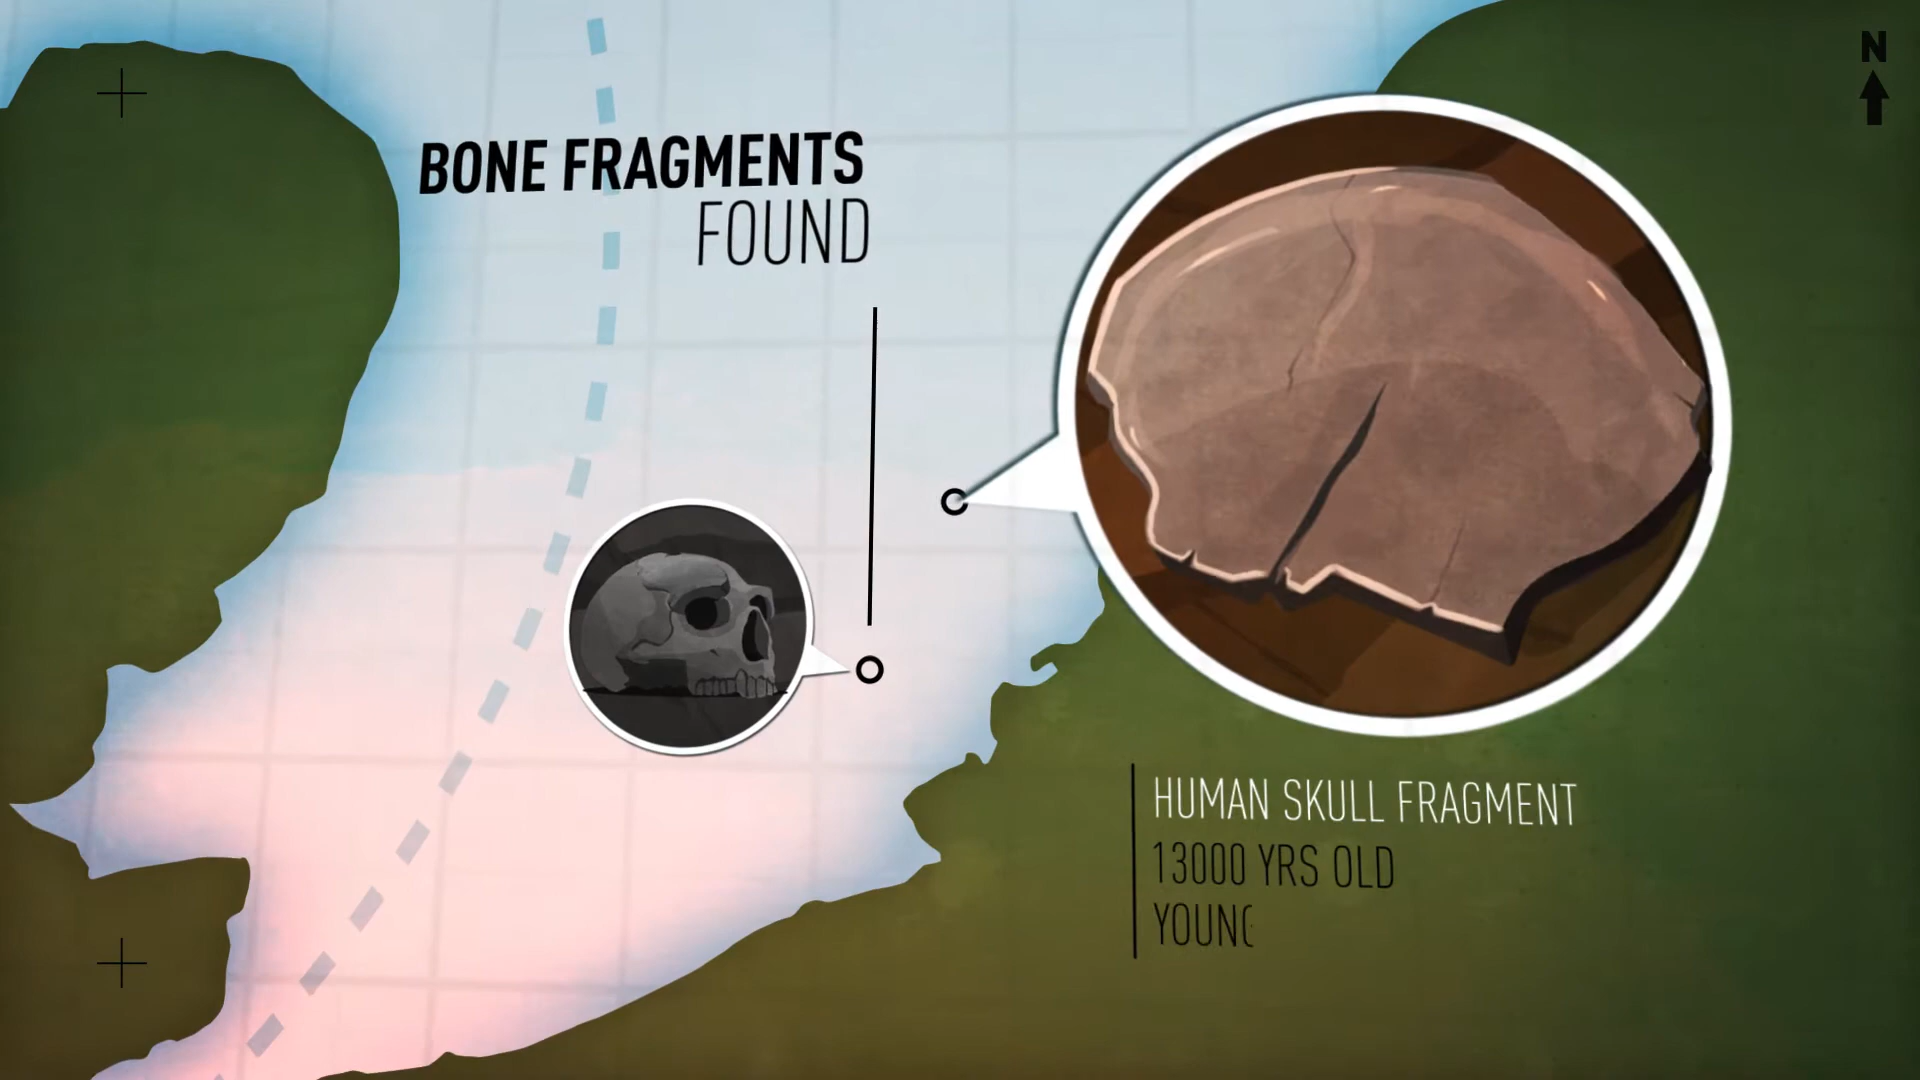 N
BONE FRAGMENTS
FOUND
HUMAN SKULL FRAGMENT
13000 YRS OLD